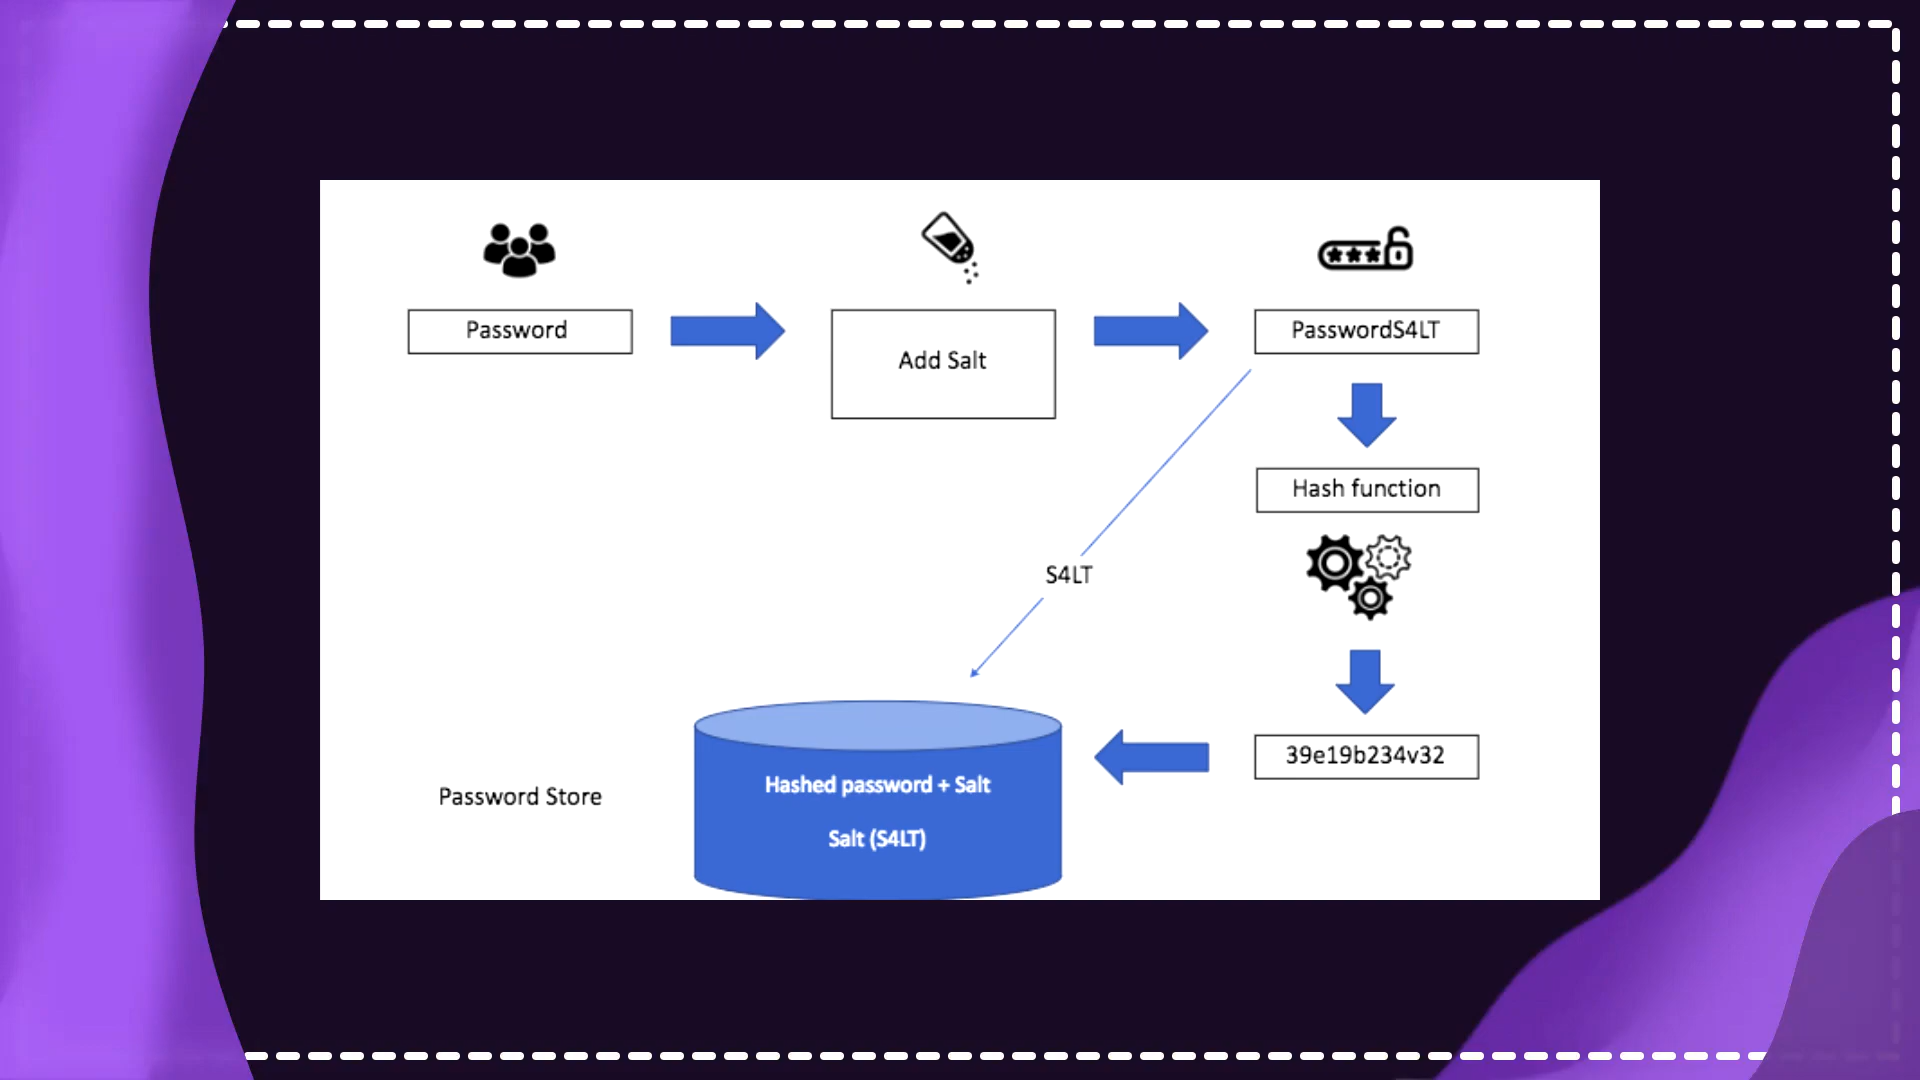 Password
Add Salt
PasswordS4LT
Hash function
S4LT
39e19b234v32
Password Store
Hashed password + Salt
Salt (S4LT)